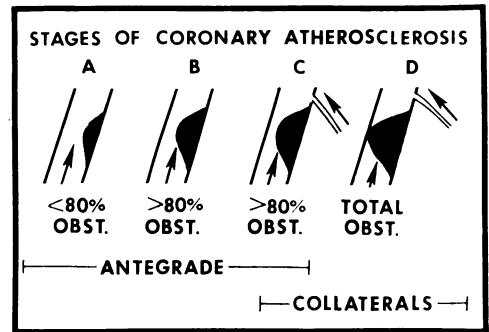 STAGES OF CORONARY ATHEROSCLEROSIS
A B C D
<80% >80% >80% TOTAL
OBST. OBST. OBST. OBST.
ANTEGRADE
COLLATERALS